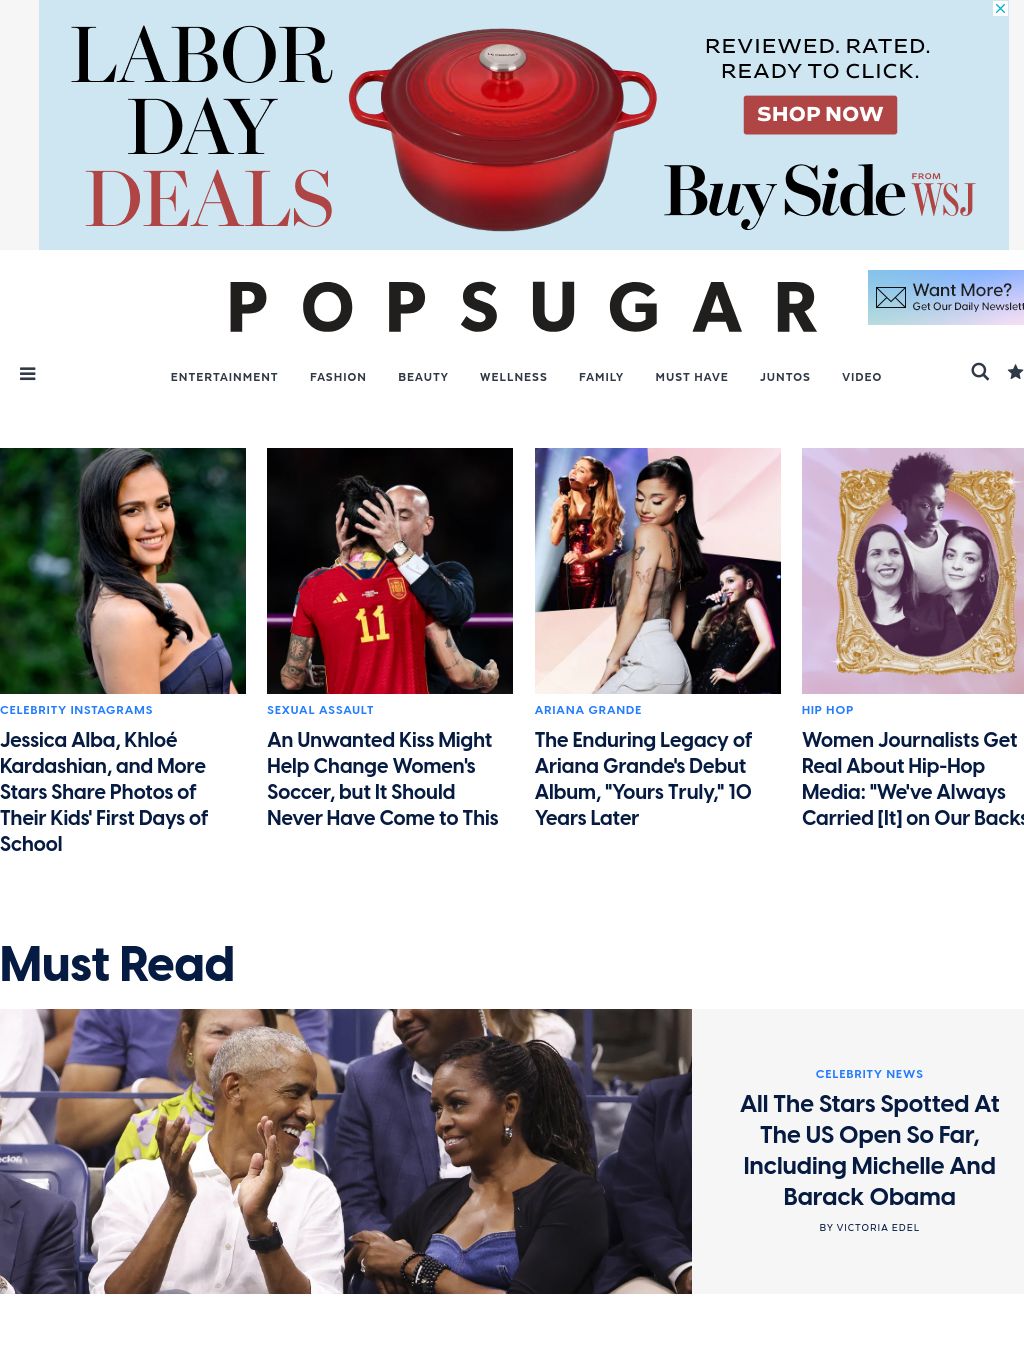 LABOR
DAY
DEALS
REVIEWED. RATED.
READY TO CLICK.
SHOP NOW
Buy Side FROM WSJ
POPSUGAR
Want More?
Get Our Daily Newslett
ENTERTAINMENT FASHION BEAUTY WELLNESS FAMILY MUST HAVE JUNTOS VIDEO
11
CELEBRITY INSTAGRAMS
Jessica Alba, Khloé
Kardashian, and More
Stars Share Photos of
Their Kids' First Days of
School
SEXUAL ASSAULT
An Unwanted Kiss Might
Help Change Women's
Soccer, but It Should
Never Have Come to This
ARIANA GRANDE
The Enduring Legacy of
Ariana Grande's Debut
Album, "Yours Truly," 10
Years Later
HIP HOP
Women Journalists Get
Real About Hip-Hop
Media: "We've Always
Carried [It] on Our Backs
Must Read
CELEBRITY NEWS
All The Stars Spotted At
The US Open So Far,
Including Michelle And
Barack Obama
BY VICTORIA EDEL